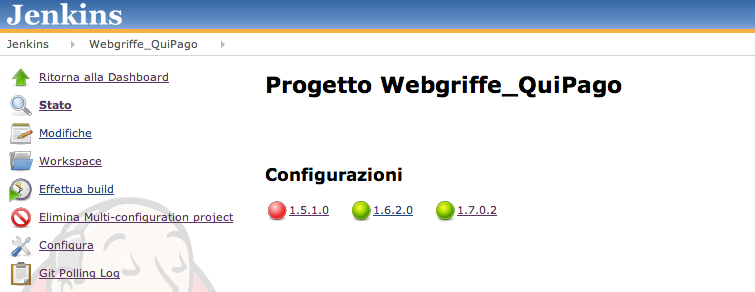 Jenkins
Jenkins Webgriffe_QuiPago
Ritorna alla Dashboard
Stato
Modifiche
Workspace
Effettua build
Elimina Multi-configuration project
Configura
Git Polling Log
Progetto Webgriffe_QuiPago
Configurazioni
1.5.1.0 1.6.2.0 1.7.0.2